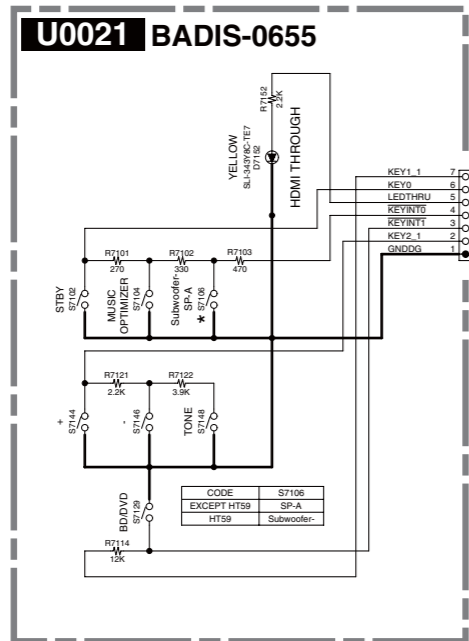 U0021 BADIS-0655
R7152
2.2K
YELLOW
SLI-343Y8C-TE7
D7152
HDMI THROUGH
KEY1_1 7
KEY0 6
LEDTHRU 5
KEYINT0 4
KEYINT1 3
KEY2_1 2
GNDDG 1
R7101
270
R7102
330
R7103
470
STBY
S7102
MUSIC
OPTIMIZER
S7104
Subwoofer-
SP-A
*
S7106
R7121
2.2K
R7122
3.9K
+
S7144
-
S7146
TONE
S7148
BD/DVD
S7129
CODE S7106
EXCEPT HT59 SP-A
HT59 Subwoofer-
R7114
12K